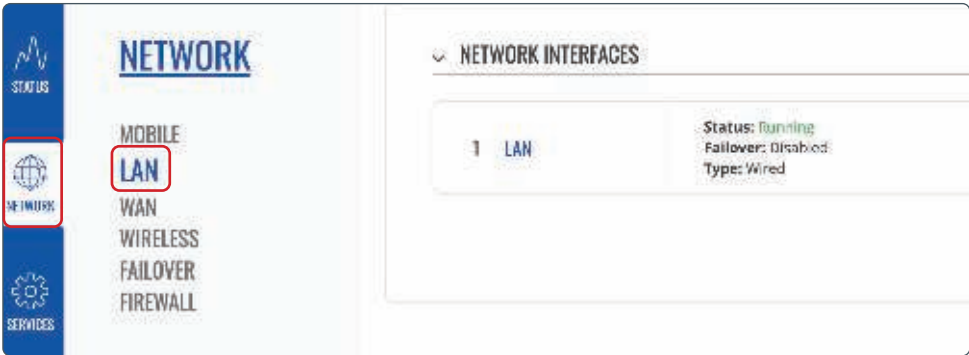 STATUS
NETWORK
SERVICES
NETWORK
MOBILE
LAN
WAN
WIRELESS
FAILOVER
FIREWALL
NETWORK INTERFACES
1 LAN
Status: Running
Failover: Disabled
Type: Wired